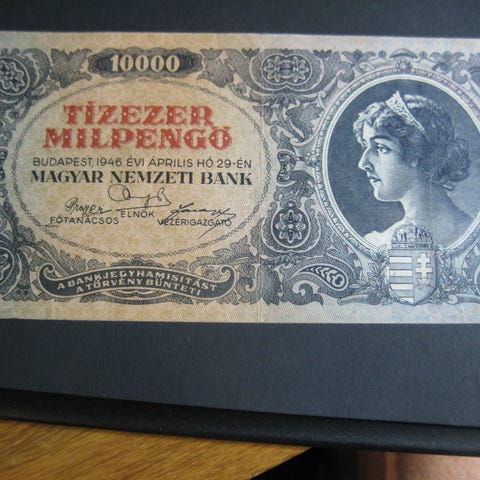 10000
TÍZEZER
MILPENGŐ
BUDAPEST, 1946. ÉVI ÁPRILIS HÓ 29-ÉN
MAGYAR NEMZETI BANK
ELNÖK
FŐTANÁCSOS VEZÉRIGAZGATÓ
A BANKJEGYHAMISÍTÁST
A TÖRVÉNY BÜNTETI